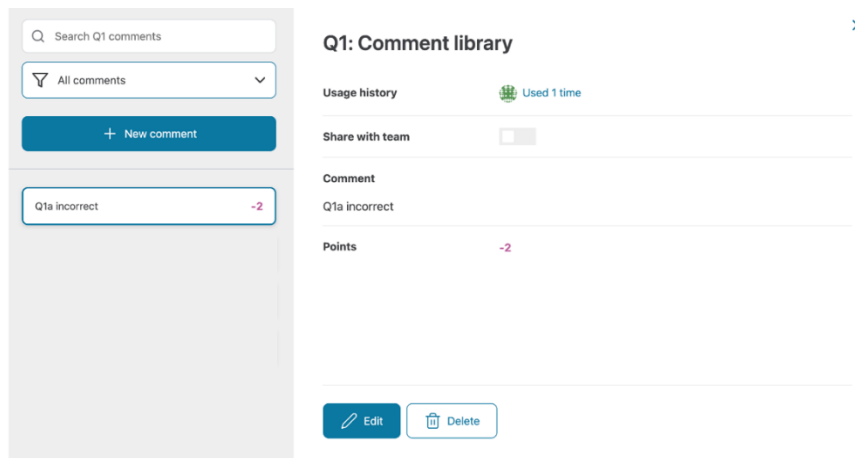 Search Q1 comments
All comments
+ New comment
Q1a incorrect -2
Q1: Comment library
Usage history Used 1 time
Share with team
Comment
Q1a incorrect
Points -2
Edit Delete